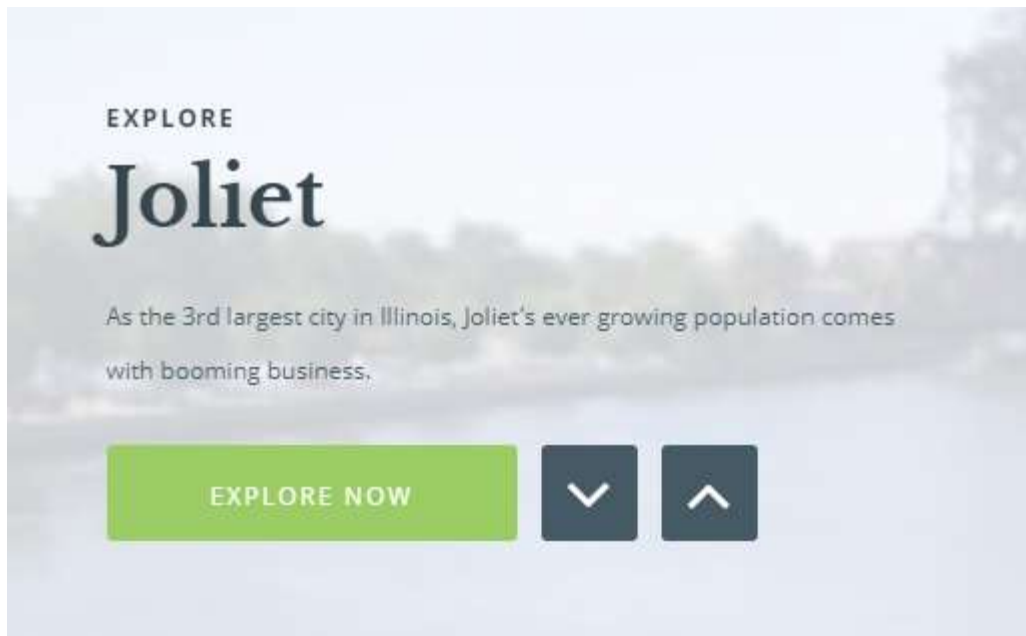 EXPLORE
Joliet
As the 3rd largest city in Illinois, Joliet's ever growing population comes
with booming business.
EXPLORE NOW